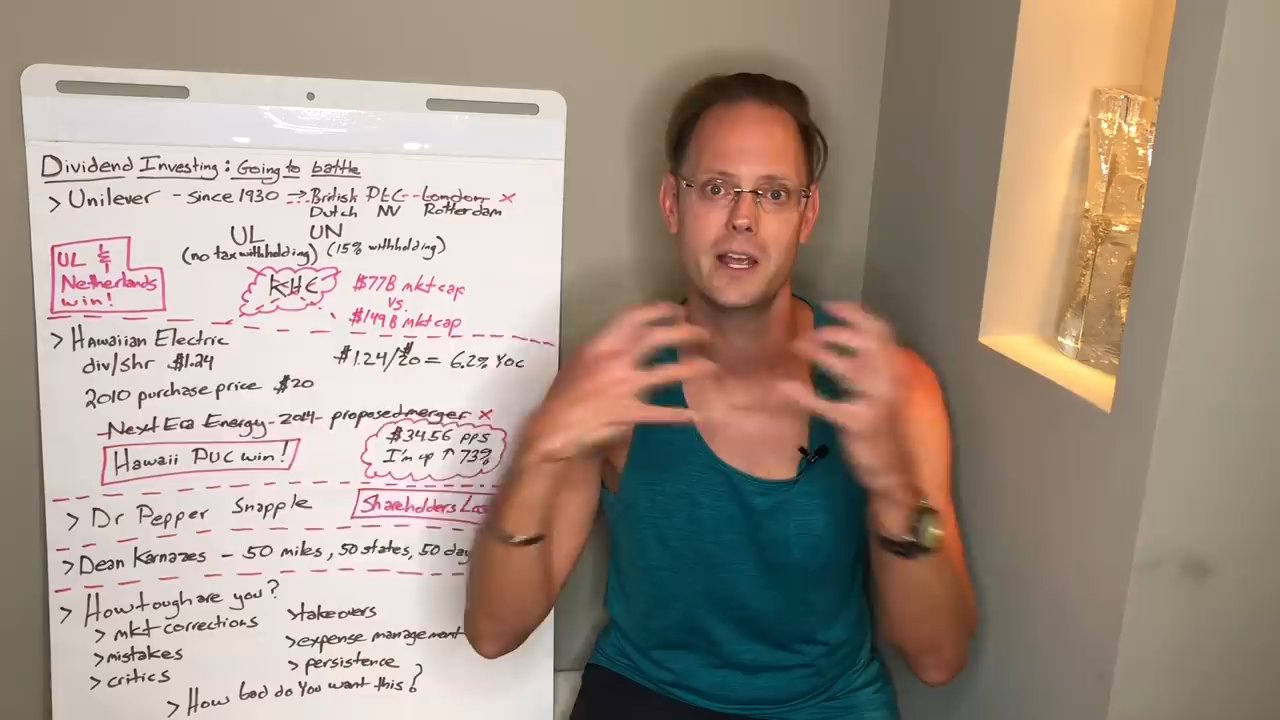 Dividend Investing: Going to battle
> Unilever - since 1930 → British PLC - London x
Dutch NV Rotterdam
UL UN
(no tax withholding) (15% withholding)
UL &
Netherlands
win!
KHC
$77B mkt cap
vs.
$149B mkt cap
> Hawaiian Electric
div/shr $1.24
$1.24/$20 = 6.2% YOC
2010 purchase price $20
Next Era Energy - 2014 - proposed merger x
$34.56 PPS
I'm up ↑ 73%
Hawaii PUC win!
> Dr Pepper Snapple
Shareholders
> Dean Karnazes - 50 miles, 50 states, 50
> How tough are you?
> mkt corrections
> mistakes
> critics
> takeovers
> expense management
> persistence
> How bad do you want this?